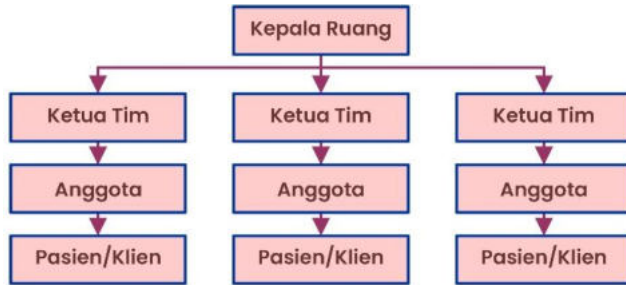 Kepala Ruang
Ketua Tim
Ketua Tim
Ketua Tim
Anggota
Anggota
Anggota
Pasien/Klien
Pasien/Klien
Pasien/Klien